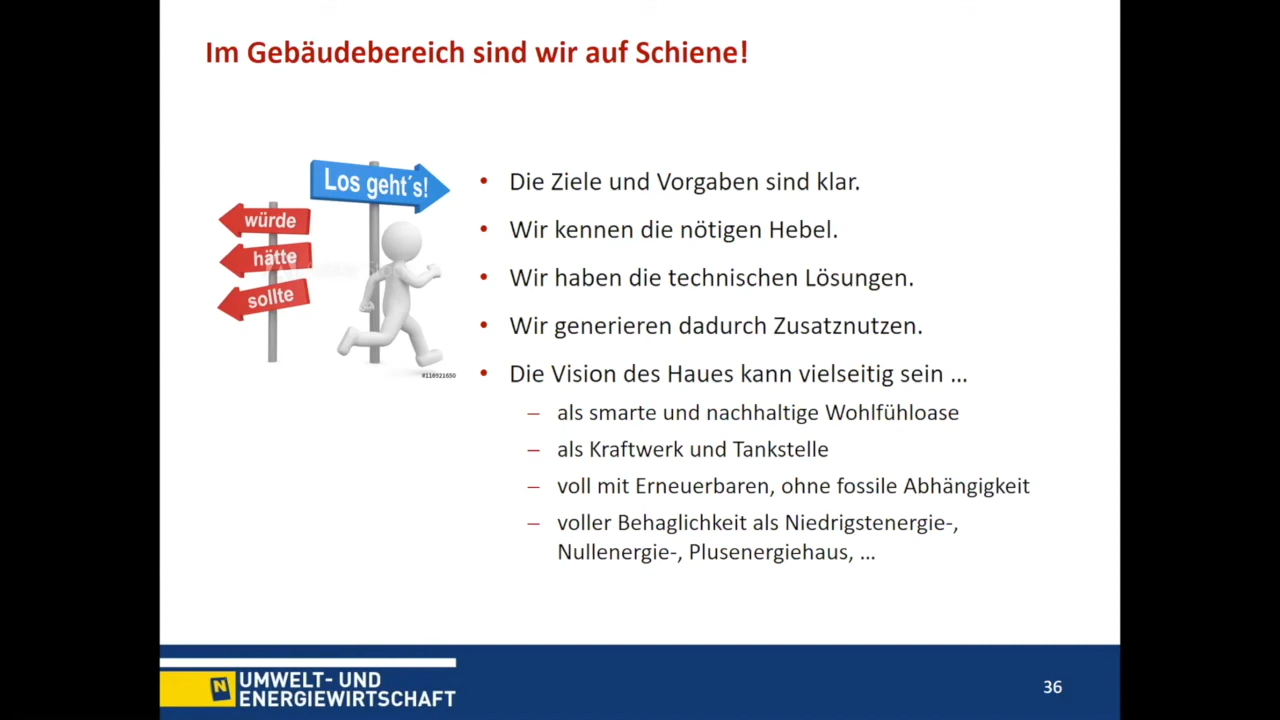 Im Gebäudebereich sind wir auf Schiene!
Los geht´s!
würde
hätte
sollte
#116921650
• Die Ziele und Vorgaben sind klar.
• Wir kennen die nötigen Hebel.
• Wir haben die technischen Lösungen.
• Wir generieren dadurch Zusatznutzen.
• Die Vision des Haues kann vielseitig sein ...
– als smarte und nachhaltige Wohlfühloase
– als Kraftwerk und Tankstelle
– voll mit Erneuerbaren, ohne fossile Abhängigkeit
– voller Behaglichkeit als Niedrigstenergie-,
Nullenergie-, Plusenergiehaus, ...
N
UMWELT- UND
ENERGIEWIRTSCHAFT
36